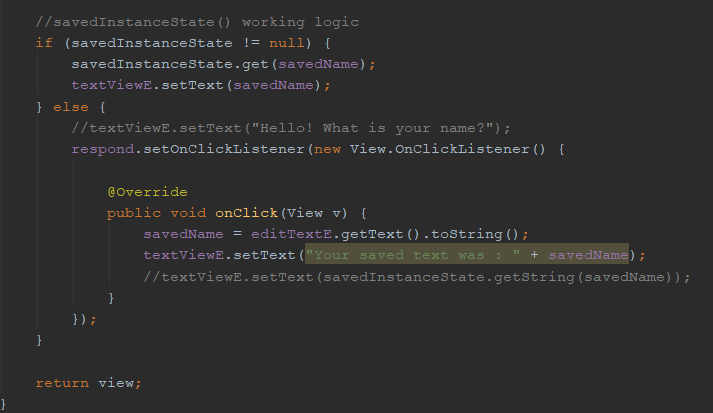 //savedInstanceState() working logic
if (savedInstanceState != null) {
    savedInstanceState.get(savedName);
    textViewE.setText(savedName);
} else {
    //textViewE.setText("Hello! What is your name?");
    respond.setOnClickListener(new View.OnClickListener() {
        @Override
        public void onClick(View v) {
            savedName = editTextE.getText().toString();
            textViewE.setText("Your saved text was : " + savedName);
            //textViewE.setText(savedInstanceState.getString(savedName));
        }
    });
}
return view;
}